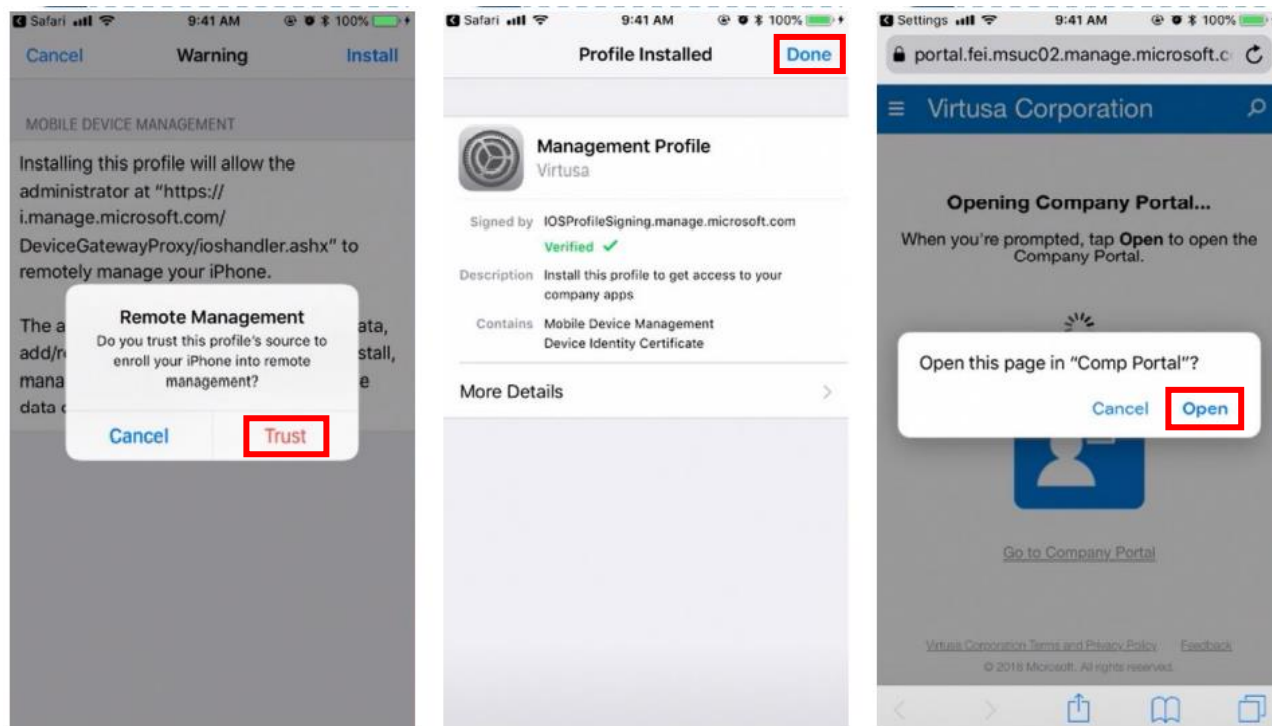 Safari 9:41 AM 100%
Cancel Warning Install
MOBILE DEVICE MANAGEMENT
Installing this profile will allow the
administrator at “https://
i.manage.microsoft.com/
DeviceGatewayProxy/ioshandler.ashx” to
remotely manage your iPhone.
The a ata,
add/r stall,
mana e
data
Remote Management
Do you trust this profile's source to
enroll your iPhone into remote
management?
Cancel Trust
Safari 9:41 AM 100%
Profile Installed Done
Management Profile
Virtusa
Signed by IOSProfileSigning.manage.microsoft.com
Verified ✓
Description Install this profile to get access to your
company apps
Contains Mobile Device Management
Device Identity Certificate
More Details
Settings 9:41 AM 100%
portal.fei.msuc02.manage.microsoft.c
Virtusa Corporation
Opening Company Portal...
When you're prompted, tap Open to open the
Company Portal.
Open this page in “Comp Portal”?
Cancel Open
Go to Company Portal
Virtusa Corporation Terms and Privacy Policy Feedback
© 2018 Microsoft. All rights reserved.